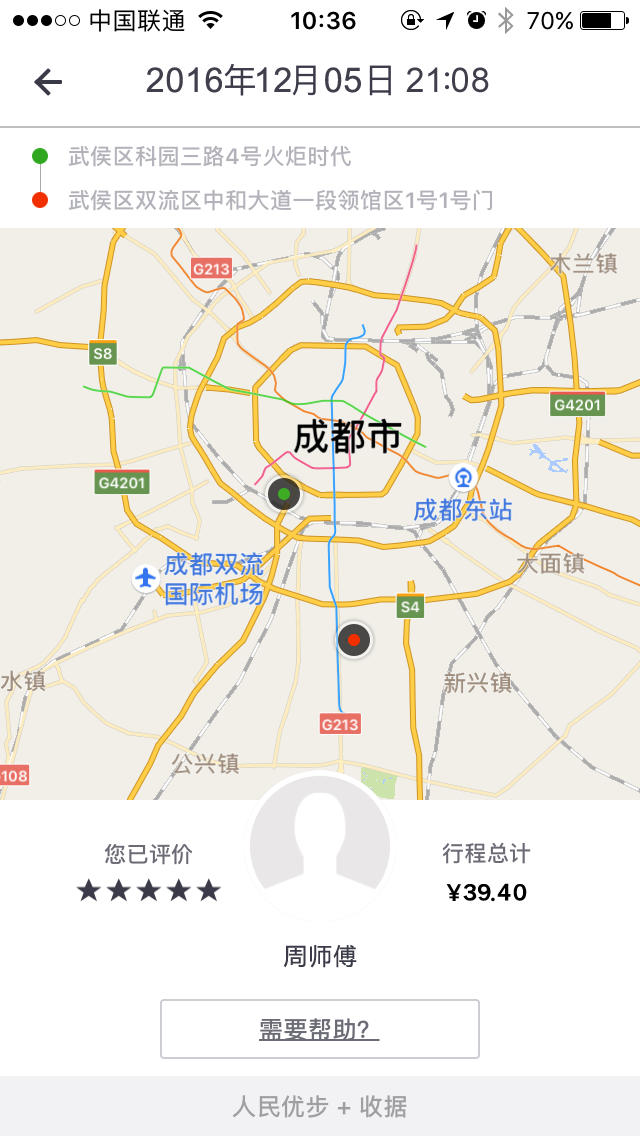 中国联通 10:36 70%
2016年12月05日 21:08
武侯区科园三路4号火炬时代
武侯区双流区中和大道一段领馆区1号1号门
木兰镇
G213
S8
G4201
成都市
G4201
成都东站
成都双流
国际机场
大面镇
S4
水镇
新兴镇
G213
公兴镇
108
您已评价
行程总计
¥39.40
周师傅
需要帮助？
人民优步 + 收据